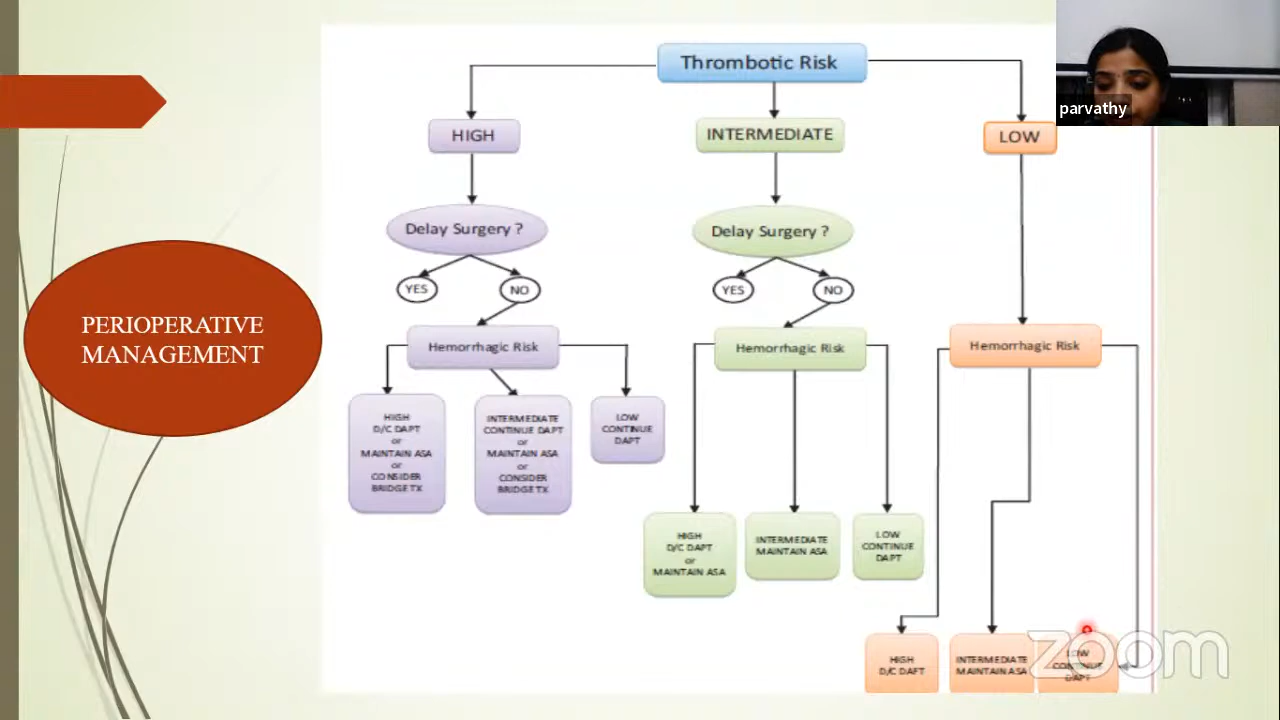 Thrombotic Risk
HIGH
INTERMEDIATE
LOW
parvathy
Delay Surgery ?
Delay Surgery ?
YES
NO
YES
NO
PERIOPERATIVE
MANAGEMENT
Hemorrhagic Risk
Hemorrhagic Risk
Hemorrhagic Risk
HIGH
D/C DAPT
or
MAINTAIN ASA
or
CONSIDER
BRIDGE TX
INTERMEDIATE
CONTINUE DAPT
or
MAINTAIN ASA
or
CONSIDER
BRIDGE TX
LOW
CONTINUE
DAPT
HIGH
D/C DAPT
or
MAINTAIN ASA
INTERMEDIATE
MAINTAIN ASA
LOW
CONTINUE
DAPT
HIGH
D/C DAPT
INTERMEDIATE
MAINTAIN ASA
LOW
CONTINUE
DAPT
zoom